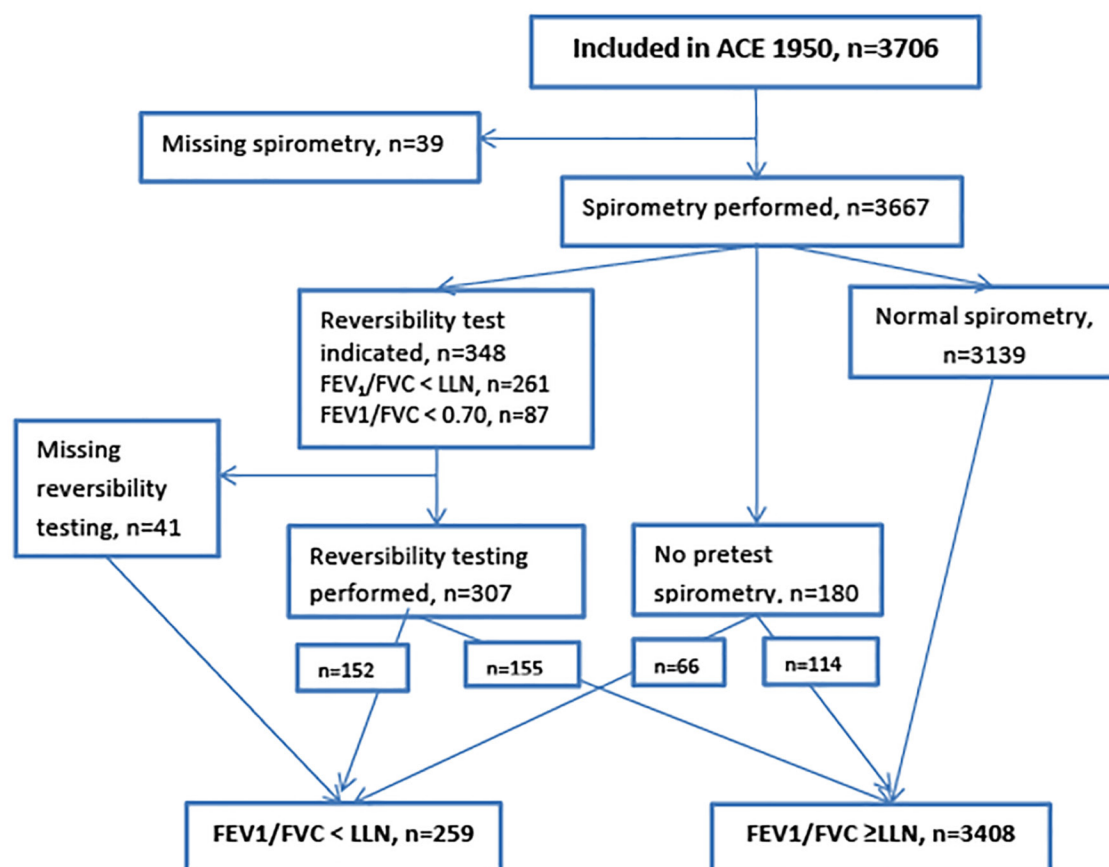 Included in ACE 1950, n=3706
Missing spirometry, n=39
Spirometry performed, n=3667
Reversibility test
indicated, n=348
FEV₁/FVC < LLN, n=261
FEV1/FVC < 0.70, n=87
Normal spirometry,
n=3139
Missing
reversibility
testing, n=41
Reversibility testing
performed, n=307
No pretest
spirometry, n=180
n=152
n=155
n=66
n=114
FEV1/FVC < LLN, n=259
FEV1/FVC ≥LLN, n=3408